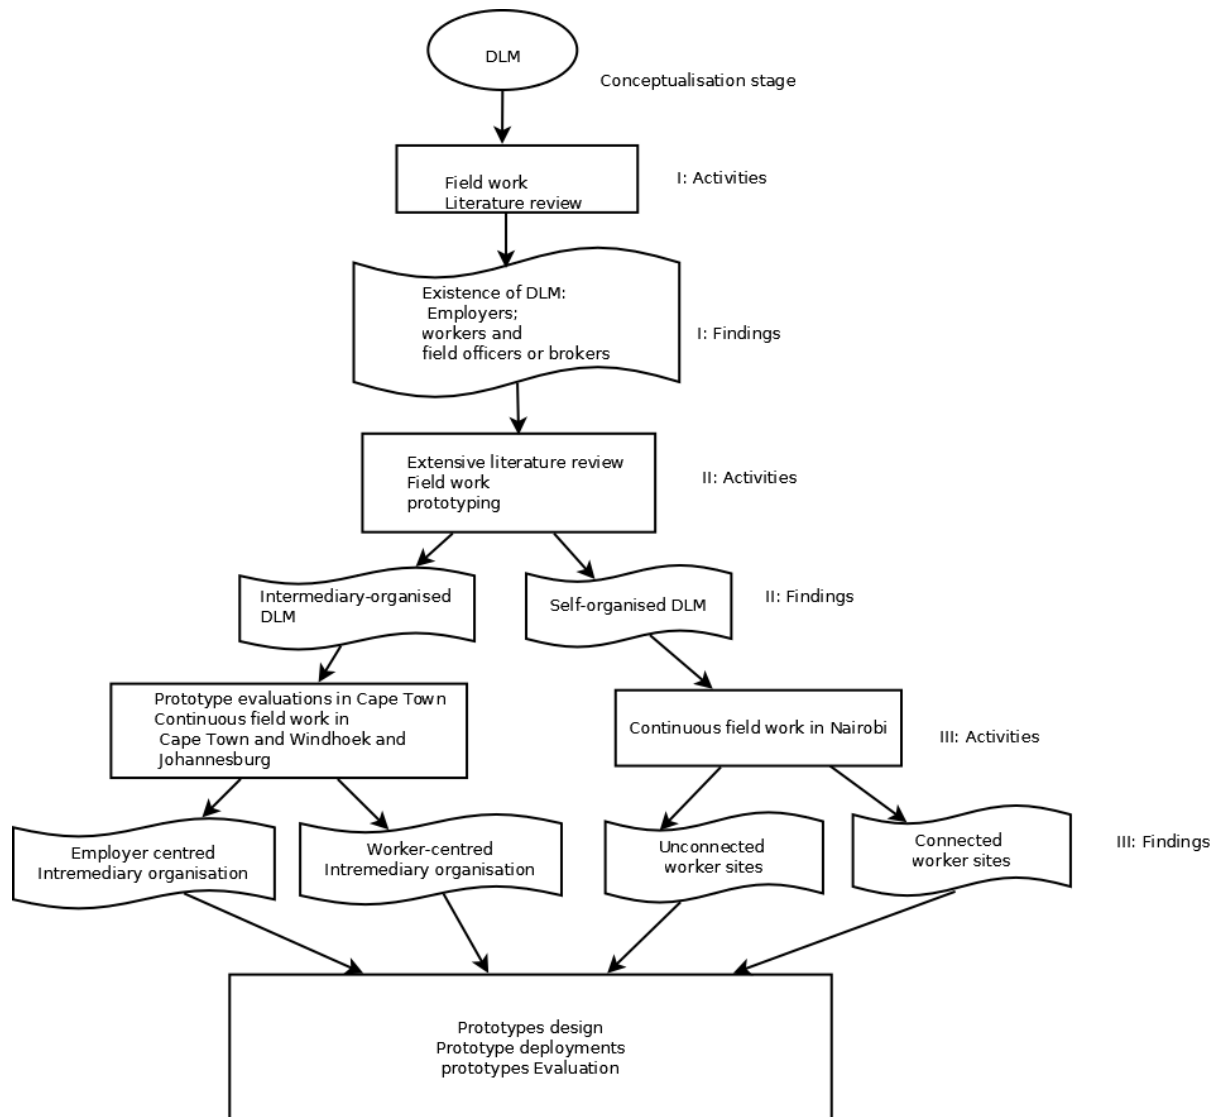 DLM
Conceptualisation stage
Field work
Literature review
I: Activities
Existence of DLM:
Employers;
workers and
field officers or brokers
I: Findings
Extensive literature review
Field work
prototyping
II: Activities
Intermediary-organised
DLM
Self-organised DLM
II: Findings
Prototype evaluations in Cape Town
Continuous field work in
Cape Town and Windhoek and
Johannesburg
Continuous field work in Nairobi
III: Activities
Employer centred
Intremediary organisation
Worker-centred
Intremediary organisation
Unconnected
worker sites
Connected
worker sites
III: Findings
Prototypes design
Prototype deployments
prototypes Evaluation